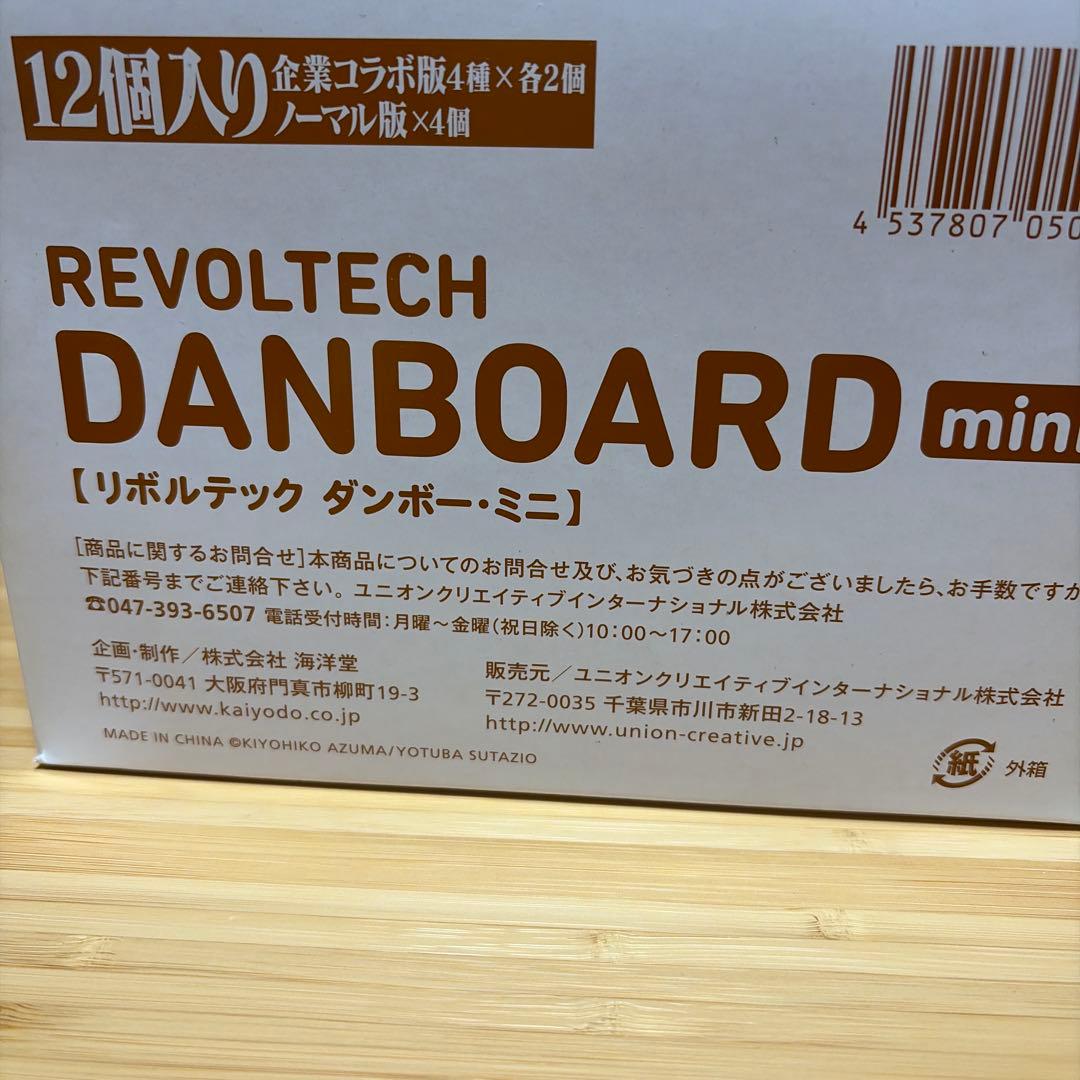 12個入り 企業コラボ版4種×各2個
ノーマル版×4個
4 537807 050
REVOLTECH
DANBOARD mini
【リボルテック ダンボー・ミニ】
[商品に関するお問合せ]本商品についてのお問合せ及び、お気づきの点がございましたら、お手数ですが
下記番号までご連絡下さい。ユニオンクリエイティブインターナショナル株式会社
☎047-393-6507 電話受付時間:月曜~金曜(祝日除く)10:00~17:00
企画・制作/株式会社 海洋堂
〒571-0041 大阪府門真市柳町19-3
http://www.kaiyodo.co.jp
販売元/ユニオンクリエイティブインターナショナル株式会社
〒272-0035 千葉県市川市新田2-18-13
http://www.union-creative.jp
MADE IN CHINA ©KIYOHIKO AZUMA/YOTUBA SUTAZIO
紙 外箱